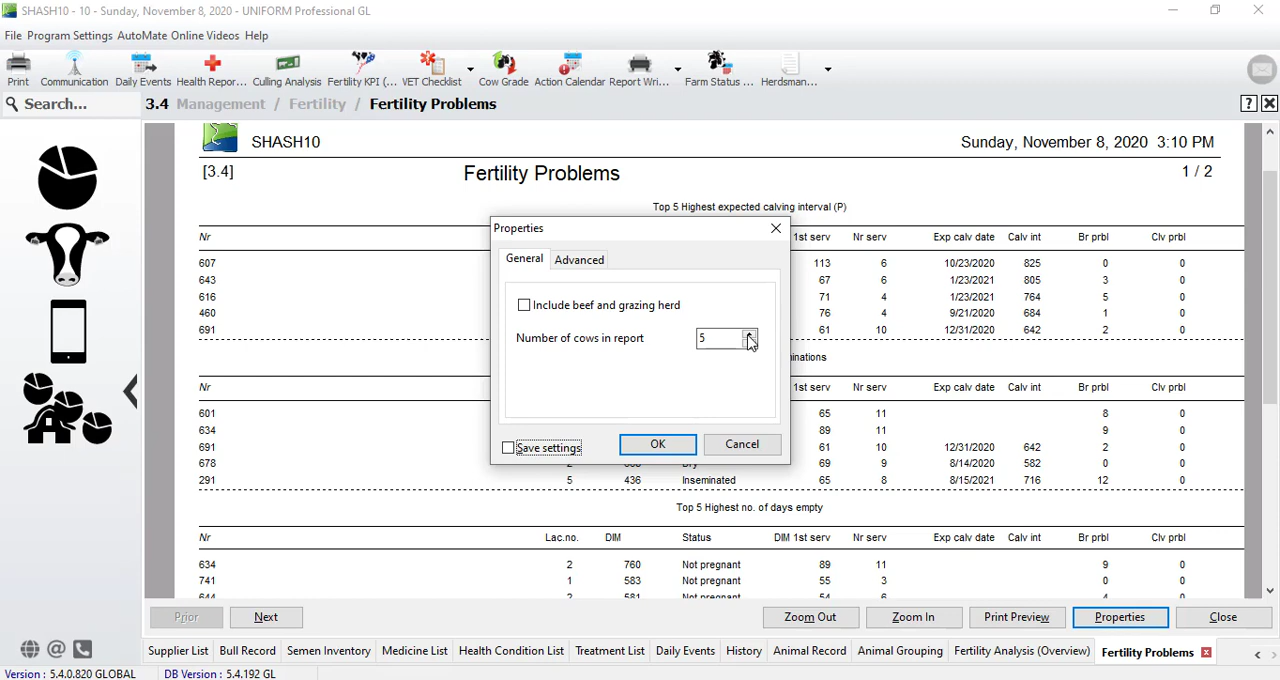 SHASH10 - 10 - Sunday, November 8, 2020 - UNIFORM Professional GL
File Program Settings AutoMate Online Videos Help
Print Communication Daily Events Health Repor... Culling Analysis Fertility KPI (... VET Checklist Cow Grade Action Calendar Report Wri... Farm Status ... Herdsman...
Search... 3.4 Management / Fertility / Fertility Problems ?
SHASH10 Sunday, November 8, 2020 3:10 PM
[3.4] Fertility Problems 1 / 2
Top 5 Highest expected calving interval (P)
Properties
Nr 1st serv Nr serv Exp calv date Calv int Br prbl Clv prbl
General Advanced
607 113 6 10/23/2020 825 0 0
643 67 6 1/23/2021 805 3 0
616 71 4 1/23/2021 764 5 0
Include beef and grazing herd
460 76 4 9/21/2020 684 1 0
691 61 10 12/31/2020 642 2 0
Number of cows in report 5
inations
Nr 1st serv Nr serv Exp calv date Calv int Br prbl Clv prbl
601 65 11 8 0
634 89 11 9 0
691 61 10 12/31/2020 642 2 0
Save settings OK Cancel
678 Dry 69 9 8/14/2020 582 0 0
291 5 436 Inseminated 65 8 8/15/2021 716 12 0
Top 5 Highest no. of days empty
Nr Lac.no. DIM Status DIM 1st serv Nr serv Exp calv date Calv int Br prbl Clv prbl
634 2 760 Not pregnant 89 11 9 0
741 1 583 Not pregnant 55 3 0 0
644 2 581 Not pregnant 54 6 4 0
Prior Next Zoom Out Zoom In Print Preview Properties Close
Supplier List Bull Record Semen Inventory Medicine List Health Condition List Treatment List Daily Events History Animal Record Animal Grouping Fertility Analysis (Overview) Fertility Problems
Version : 5.4.0.820 GLOBAL DB Version : 5.4.192 GL